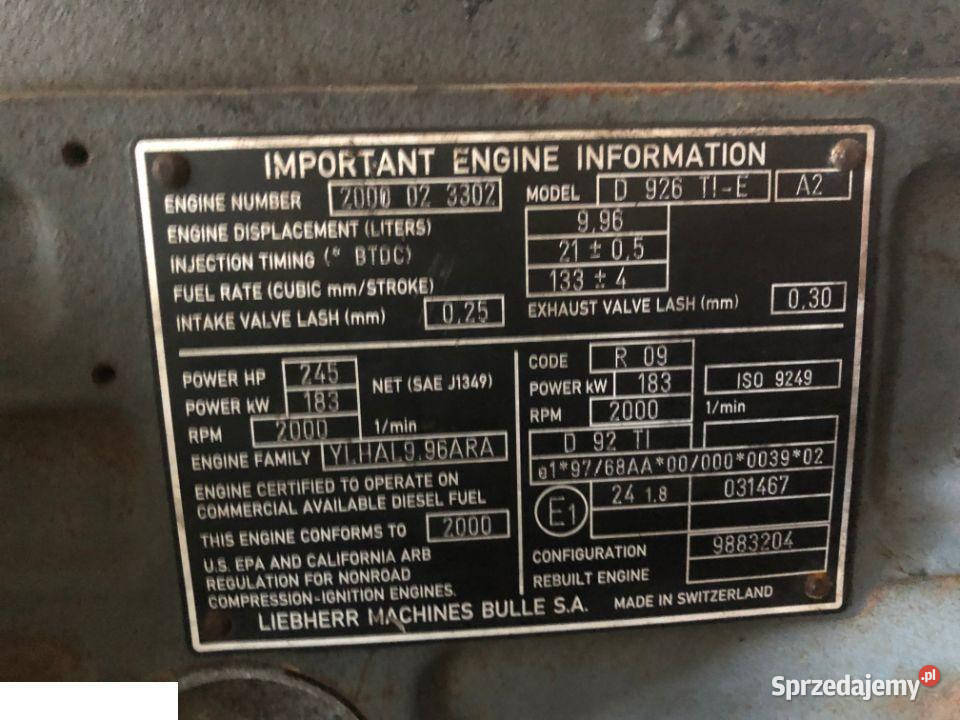 IMPORTANT ENGINE INFORMATION
ENGINE NUMBER 2000 02 3302 MODEL D 926 TI-E A2
ENGINE DISPLACEMENT (LITERS) 9,96
INJECTION TIMING (° BTDC) 21 ± 0,5
FUEL RATE (CUBIC mm/STROKE) 133 ± 4
INTAKE VALVE LASH (mm) 0,25 EXHAUST VALVE LASH (mm) 0,30
POWER HP 245 NET (SAE J1349)
POWER kW 183
RPM 2000 1/min
ENGINE FAMILY YLHAL9,96ARA
ENGINE CERTIFIED TO OPERATE ON
COMMERCIAL AVAILABLE DIESEL FUEL
THIS ENGINE CONFORMS TO 2000
U.S. EPA AND CALIFORNIA ARB
REGULATION FOR NONROAD
COMPRESSION-IGNITION ENGINES.
CODE R 09
POWER kW 183 ISO 9249
RPM 2000 1/min
D 92 TI
e1*97/68AA*00/000*0039*02
E1 24 1.8 031467
CONFIGURATION 9883204
REBUILT ENGINE
LIEBHERR MACHINES BULLE S.A. MADE IN SWITZERLAND
Sprzedajemy.pl